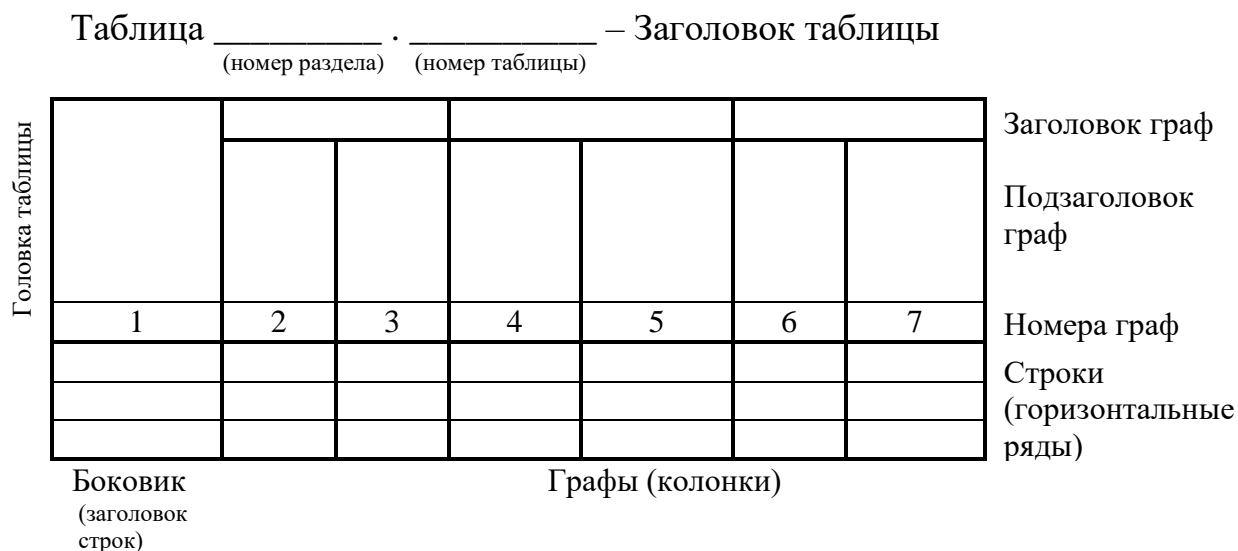 Таблица _________ . __________ – Заголовок таблицы
(номер раздела) (номер таблицы)
Головка таблицы
Заголовок граф
Подзаголовок
граф
1 2 3 4 5 6 7
Номера граф
Строки
(горизонтальные
ряды)
Боковик
(заголовок
строк)
Графы (колонки)